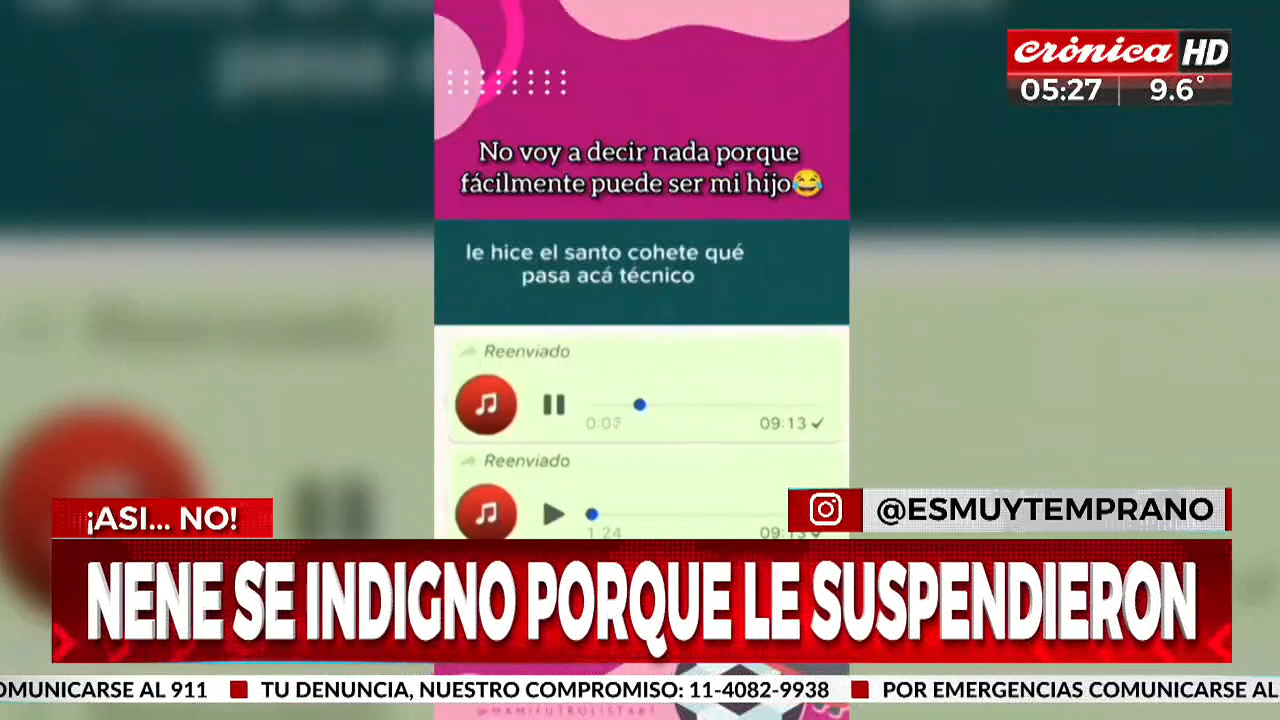 crónica HD
05:27 9.6°
No voy a decir nada porque
fácilmente puede ser mi hijo😂
le hice el santo cohete qué
pasa acá técnico
Reenviado
09:13
Reenviado
1:24
¡ASI... NO!
@ESMUYTEMPRANO
NENE SE INDIGNO PORQUE LE SUSPENDIERON
OMUNICARSE AL 911 TU DENUNCIA, NUESTRO COMPROMISO: 11-4082-9938 POR EMERGENCIAS COMUNICARSE AL